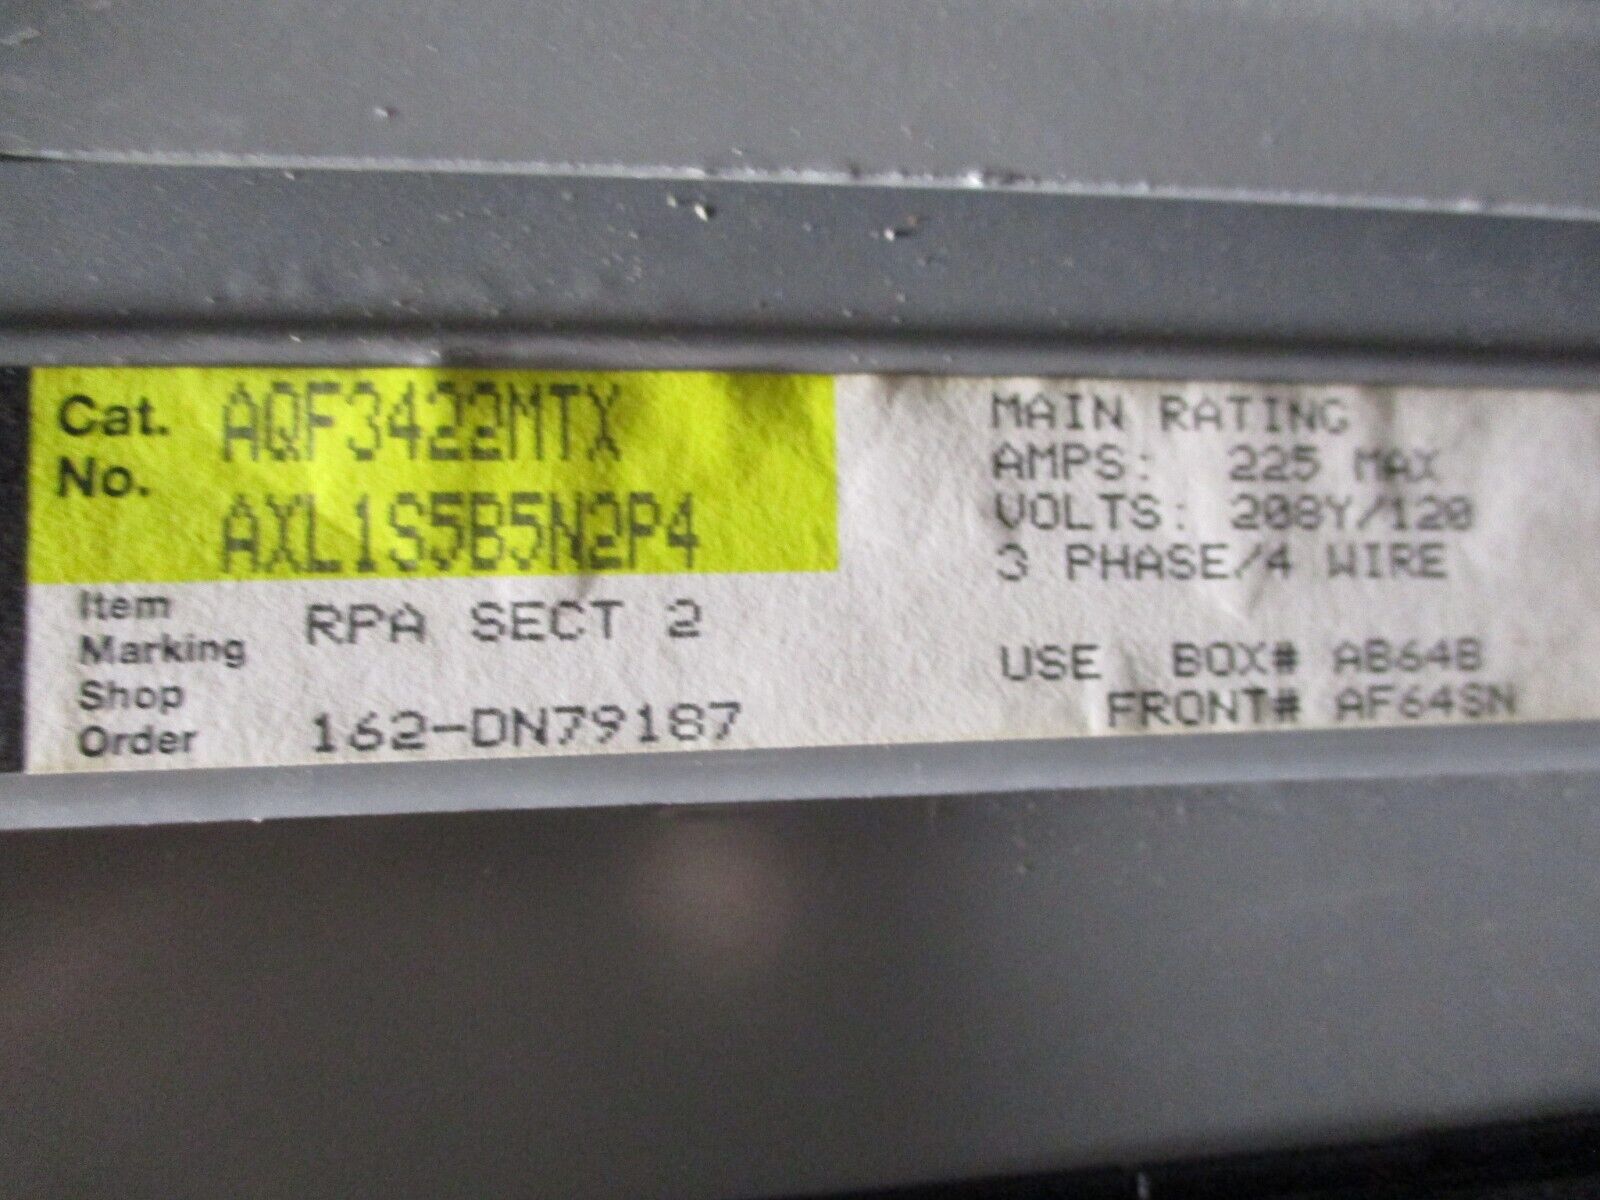 Cat. No. AQF3422MTX
AXL1S5B5N2P4
Item Marking RPA SECT 2
Shop Order 162-DN79187
MAIN RATING
AMPS: 225 MAX
VOLTS: 208Y/120
3 PHASE/4 WIRE
USE BOX# AB64B
FRONT# AF64SN